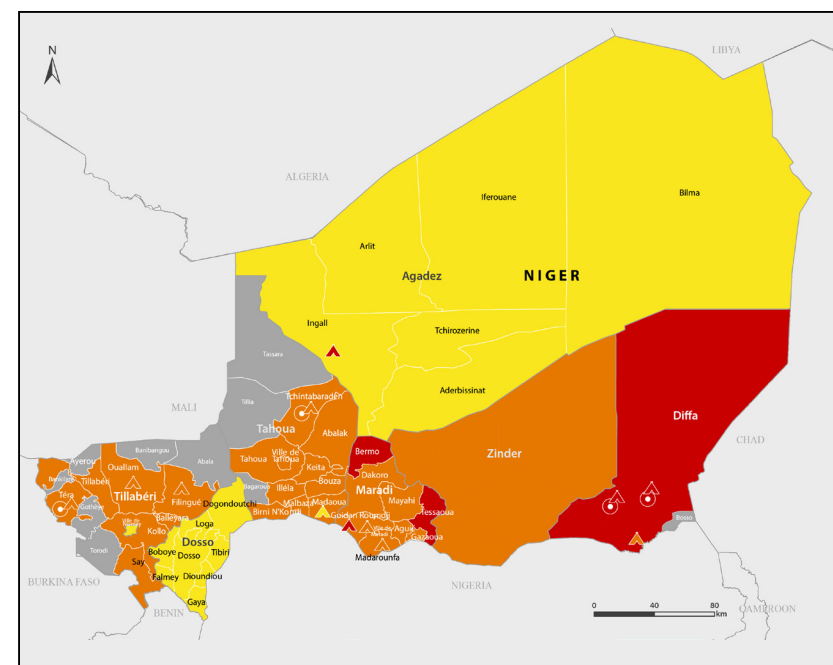 N
LIBYA
ALGERIA
Iferouane
Bilma
Arlit
Agadez
NIGER
Ingall
Tchirozerine
Tassara
Aderbissinat
Tchintabaraden
MALI
Tillia
Diffa
Tahoua
Abalak
CHAD
Banibangou
Ville de
Tahoua
Bermo
Zinder
Ayerou
Abala
Tahoua
Ouallam
Keita
Dakoro
Bankilaré
Tillabéri
Bouza
Téra
Tillabéri
Filingué
Bagaroua
Illéla
Maradi
Mayahi
Gothèye
Dogondoutchi
Madaoua
Tessaoua
Balleyara
Loga
Birni N'Konni
Malbaza
Guidan Roumdji
Bosso
Kollo
Dosso
Aguié
Gazaoua
Torodi
Boboye
Dosso
Tibiri
Madarounfa
Say
BURKINA FASO
Falmey
Dioundiou
NIGERIA
Gaya
BENIN
CAMEROON
0 40 80
km